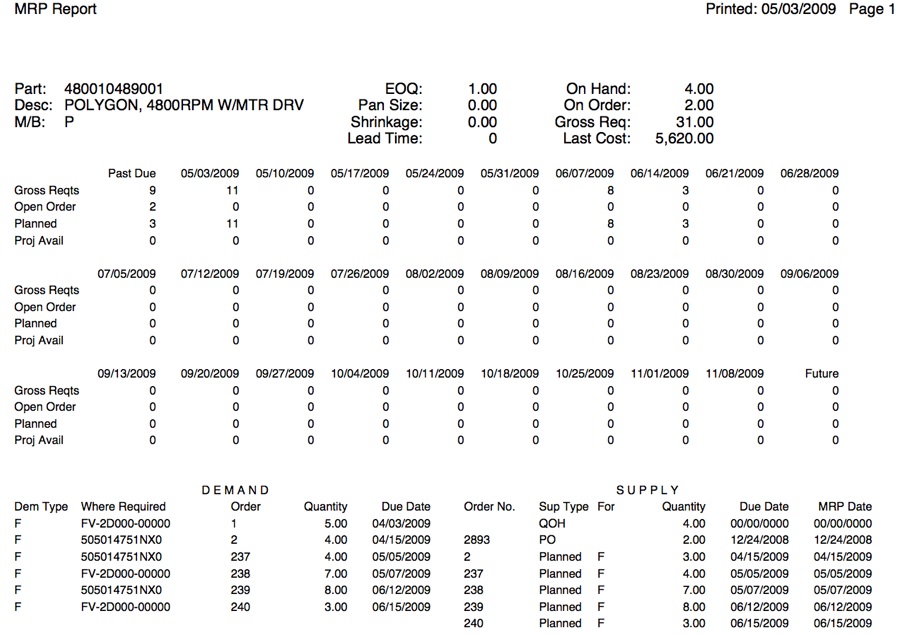 MRP Report Printed: 05/03/2009 Page 1
Part: 480010489001 EOQ: 1.00 On Hand: 4.00
Desc: POLYGON, 4800RPM W/MTR DRV Pan Size: 0.00 On Order: 2.00
M/B: P Shrinkage: 0.00 Gross Req: 31.00
Lead Time: 0 Last Cost: 5,620.00
Past Due 05/03/2009 05/10/2009 05/17/2009 05/24/2009 05/31/2009 06/07/2009 06/14/2009 06/21/2009 06/28/2009
Gross Reqts 9 11 0 0 0 0 8 3 0 0
Open Order 2 0 0 0 0 0 0 0 0 0
Planned 3 11 0 0 0 0 8 3 0 0
Proj Avail 0 0 0 0 0 0 0 0 0 0
07/05/2009 07/12/2009 07/19/2009 07/26/2009 08/02/2009 08/09/2009 08/16/2009 08/23/2009 08/30/2009 09/06/2009
Gross Reqts 0 0 0 0 0 0 0 0 0 0
Open Order 0 0 0 0 0 0 0 0 0 0
Planned 0 0 0 0 0 0 0 0 0 0
Proj Avail 0 0 0 0 0 0 0 0 0 0
09/13/2009 09/20/2009 09/27/2009 10/04/2009 10/11/2009 10/18/2009 10/25/2009 11/01/2009 11/08/2009 Future
Gross Reqts 0 0 0 0 0 0 0 0 0 0
Open Order 0 0 0 0 0 0 0 0 0 0
Planned 0 0 0 0 0 0 0 0 0 0
Proj Avail 0 0 0 0 0 0 0 0 0 0
DEMAND SUPPLY
Dem Type Where Required Order Quantity Due Date Order No. Sup Type For Quantity Due Date MRP Date
F FV-2D000-00000 1 5.00 04/03/2009 QOH 4.00 00/00/0000 00/00/0000
F 505014751NX0 2 4.00 04/15/2009 2893 PO 2.00 12/24/2008 12/24/2008
F 505014751NX0 237 4.00 05/05/2009 2 Planned F 3.00 04/15/2009 04/15/2009
F FV-2D000-00000 238 7.00 05/07/2009 237 Planned F 4.00 05/05/2009 05/05/2009
F 505014751NX0 239 8.00 06/12/2009 238 Planned F 7.00 05/07/2009 05/07/2009
F FV-2D000-00000 240 3.00 06/15/2009 239 Planned F 8.00 06/12/2009 06/12/2009
240 Planned F 3.00 06/15/2009 06/15/2009